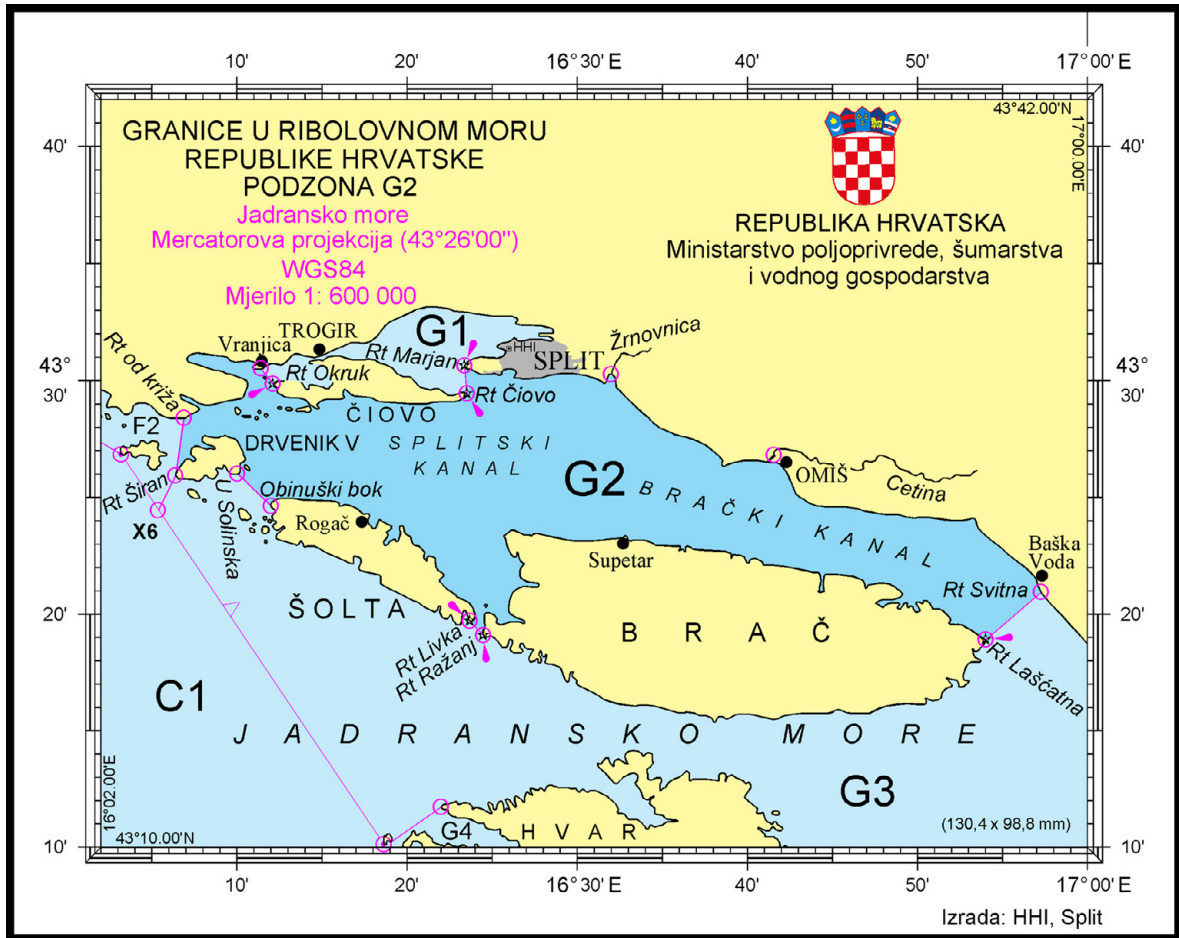 10'
20'
16°30' E
40'
50'
17°00' E
43°42.00'N
17°00.00'E
40'
40'
GRANICE U RIBOLOVNOM MORU
REPUBLIKE HRVATSKE
PODZONA G2
Jadransko more
Mercatorova projekcija (43°26'00")
WGS84
Mjerilo 1: 600 000
REPUBLIKA HRVATSKA
Ministarstvo poljoprivrede, šumarstva
i vodnog gospodarstva
TROGIR
Vranjica
G1
Rt Marjan
HHI
SPLIT
Žrnovnica
43°
30'
43°
30'
Rt od križa
Rt Okruk
Rt Čiovo
ČIOVO
F2
DRVENIK V
SPLITSKI
KANAL
G2
OMIŠ
Cetina
Rt Širan
Obinuški bok
BRAČKI KANAL
X6
U Solinska
Rogač
Supetar
Baška
Voda
Rt Svitna
ŠOLTA
20'
20'
BRAČ
Rt Livka
Rt Ražanj
Rt Lašćatna
C1
JADRANSKO MORE
G3
16°02.00'E
43°10.00'N
G4
HVAR
(130,4 x 98,8 mm)
10'
10'
10'
20'
16°30' E
40'
50'
17°00' E
Izrada: HHI, Split